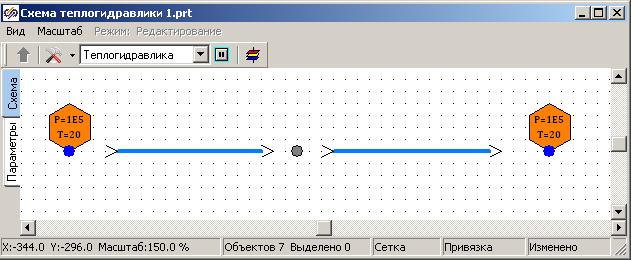 Схема теплогидравлики 1.prt
Вид Масштаб Режим: Редактирование
Теплогидравлика
Схема
Параметры
P=1E5
T=20
P=1E5
T=20
X:-344.0 Y:-296.0 Масштаб:150.0 % Объектов 7 Выделено 0 Сетка Привязка Изменено